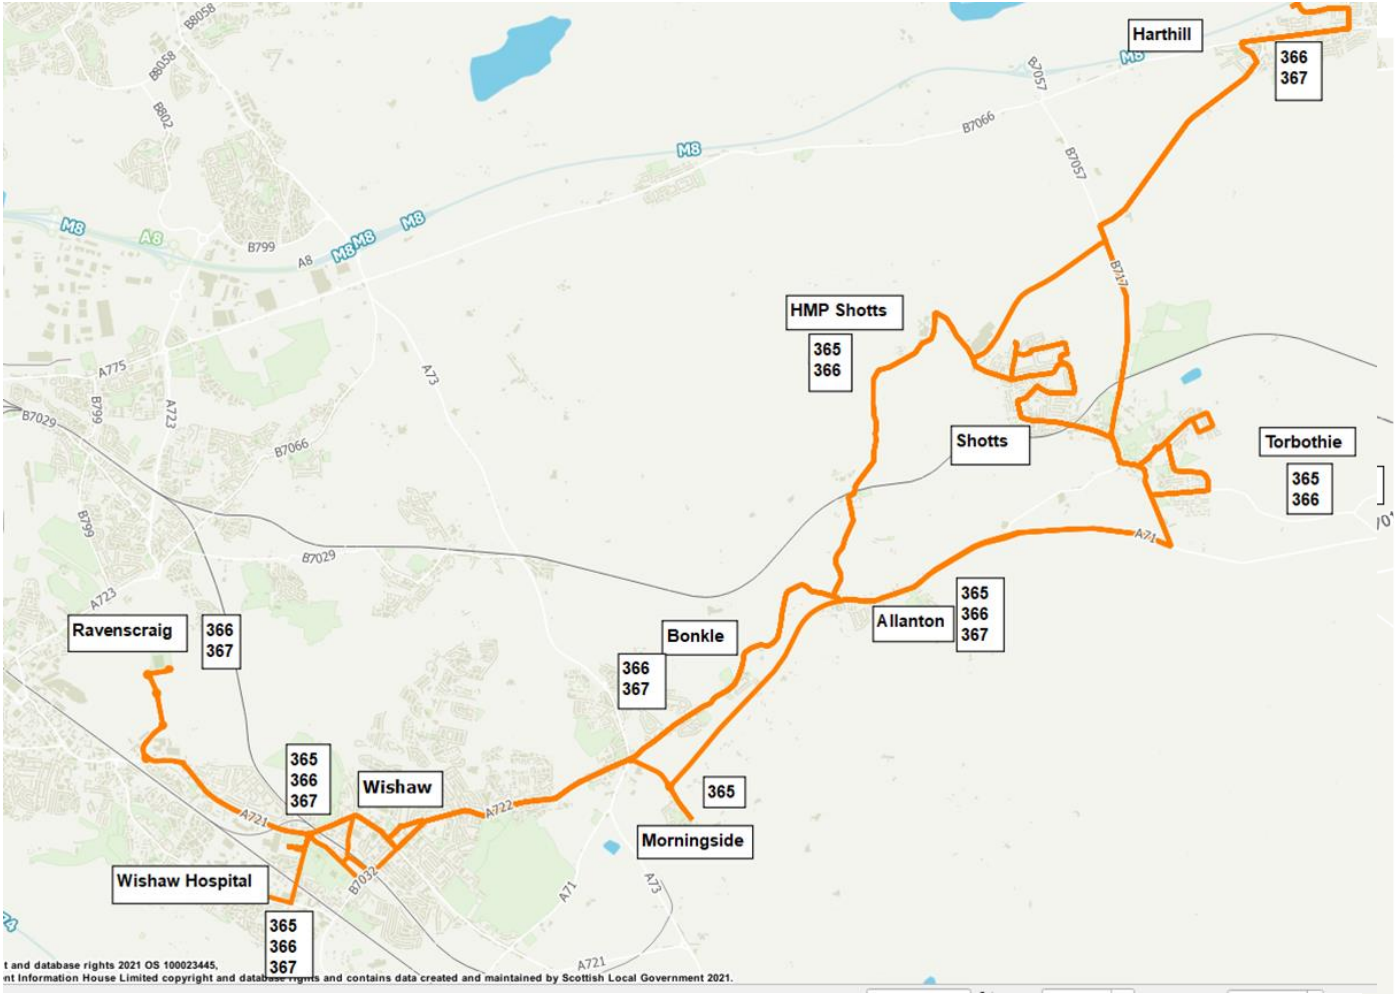 B8058
B8058
Harthill
M8
366
367
B7057
B802
B7066
M8
B7057
M8
A8
M8
M8
M8
B799
A8
B717
HMP Shotts
365
366
A775
A73
B799
A723
B7029
B7066
Shotts
Torbothie
365
366
B799
A71
B7029
A723
365
366
367
Allanton
Ravenscraig
366
367
Bonkle
366
367
365
366
367
Wishaw
A722
365
A721
Morningside
Wishaw Hospital
B7032
A71
A73
365
366
367
A721
t and database rights 2021 OS 100023445,
nt Information House Limited copyright and database rights and contains data created and maintained by Scottish Local Government 2021.